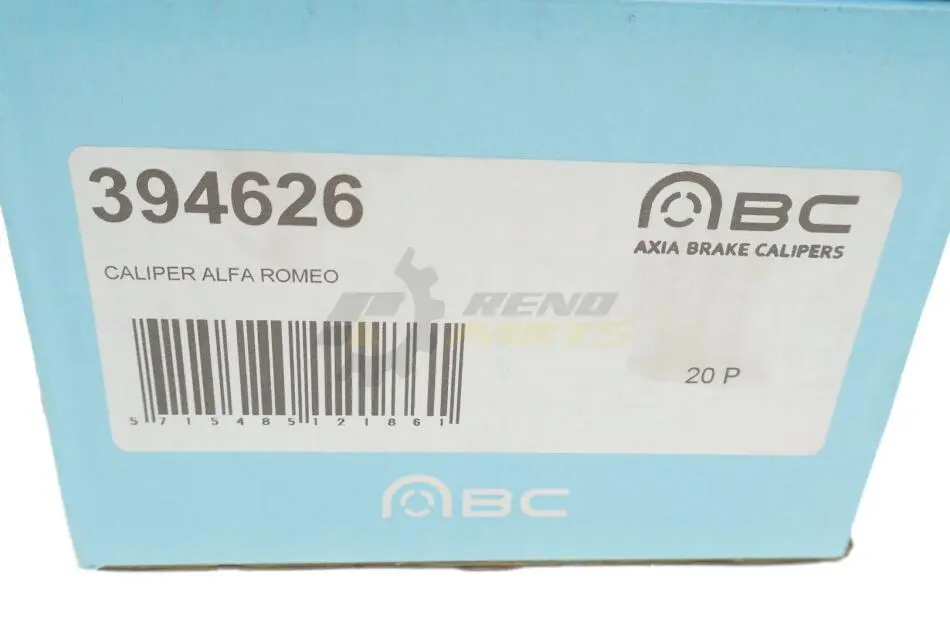 394626
ABC
AXIA BRAKE CALIPERS
CALIPER ALFA ROMEO
RENO
PARTS
20 P
5 715485 121861
ABC